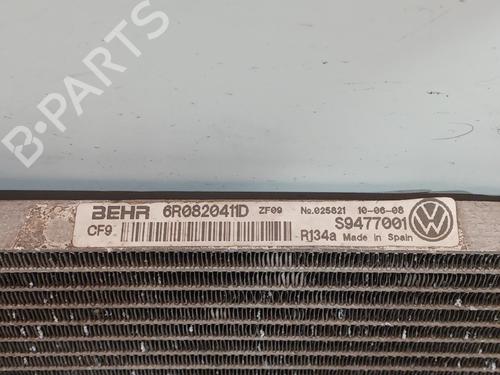 B-PARTS
BEHR 6R0820411D ZF09 No.025821 10-06-08
CF9 S9477001
R134a Made in Spain